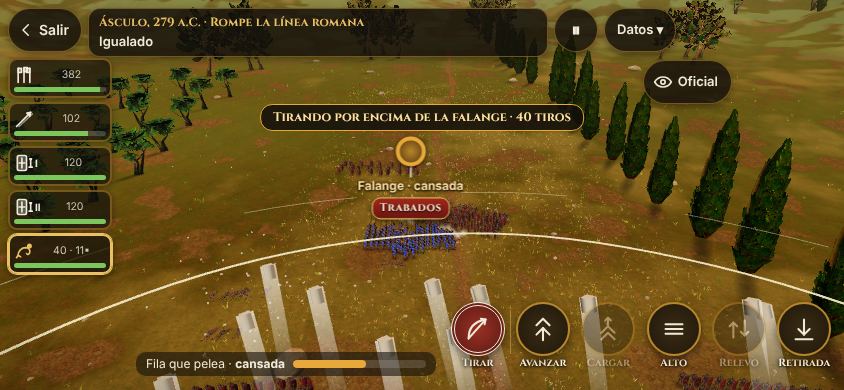 Salir
ÁSCULO, 279 A.C. · ROMPE LA LÍNEA ROMANA
Igualado
Datos ▾
Oficial
382
102
I 120
II 120
40 · 11
TIRANDO POR ENCIMA DE LA FALANGE · 40 TIROS
Falange · cansada
TRABADOS
Fila que pelea · cansada
TIRAR
AVANZAR
CARGAR
ALTO
RELEVO
RETIRADA